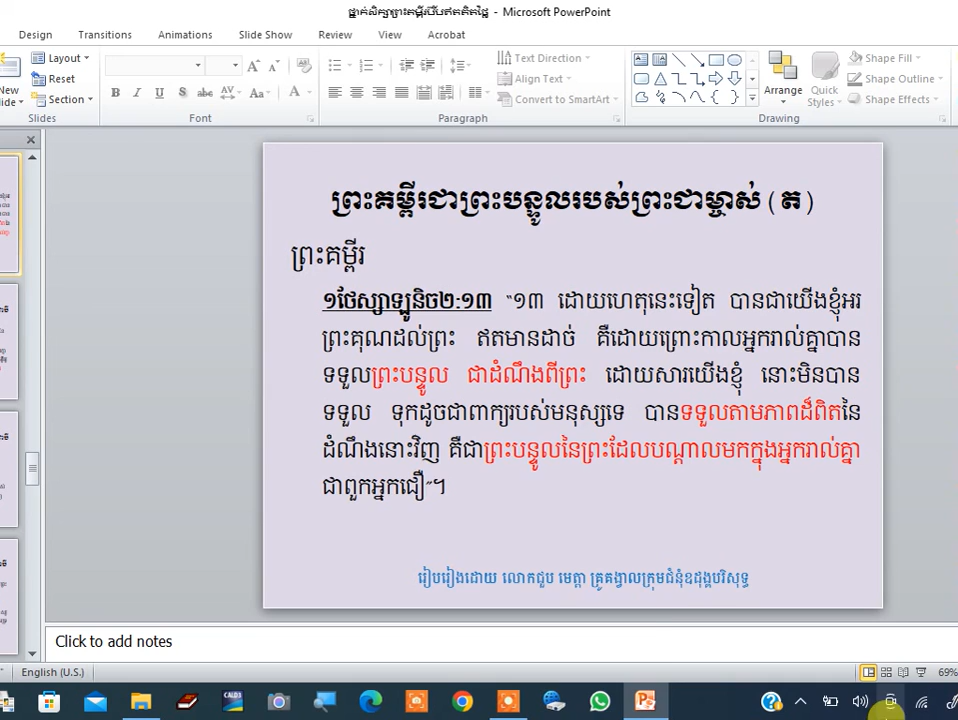 ផ្នាក់សិក្សាព្រះគម្ពីរបែបឥតគិតថ្លៃ - Microsoft PowerPoint
Design Transitions Animations Slide Show Review View Acrobat
Layout
Reset
New Slide
Section
Slides
Font
Text Direction
Align Text
Convert to SmartArt
Paragraph
Arrange
Quick Styles
Shape Fill
Shape Outline
Shape Effects
Drawing
ព្រះគម្ពីរជាព្រះបន្ទូលរបស់ព្រះជាម្ចាស់ ( ត )
ព្រះគម្ពីរ
១ថែស្សាឡូនិច២:១៣ “១៣ ដោយហេតុនេះទៀត បានជាយើងខ្ញុំអរ
ព្រះគុណដល់ព្រះ ឥតមានដាច់ គឺដោយព្រោះកាលអ្នករាល់គ្នាបាន
ទទួលព្រះបន្ទូល ជាដំណឹងពីព្រះ ដោយសារយើងខ្ញុំ នោះមិនបាន
ទទួល ទុកដូចជាពាក្យរបស់មនុស្សទេ បានទទួលតាមភាពដ៏ពិតនៃ
ដំណឹងនោះវិញ គឺជាព្រះបន្ទូលនៃព្រះដែលបណ្តាលមកក្នុងអ្នករាល់គ្នា
ជាពួកអ្នកជឿ”។
រៀបរៀងដោយ លោកជួប មេត្តា គ្រូគង្វាលក្រុមជំនុំឧដុង្គបរិសុទ្ធ
Click to add notes
English (U.S.)
69%